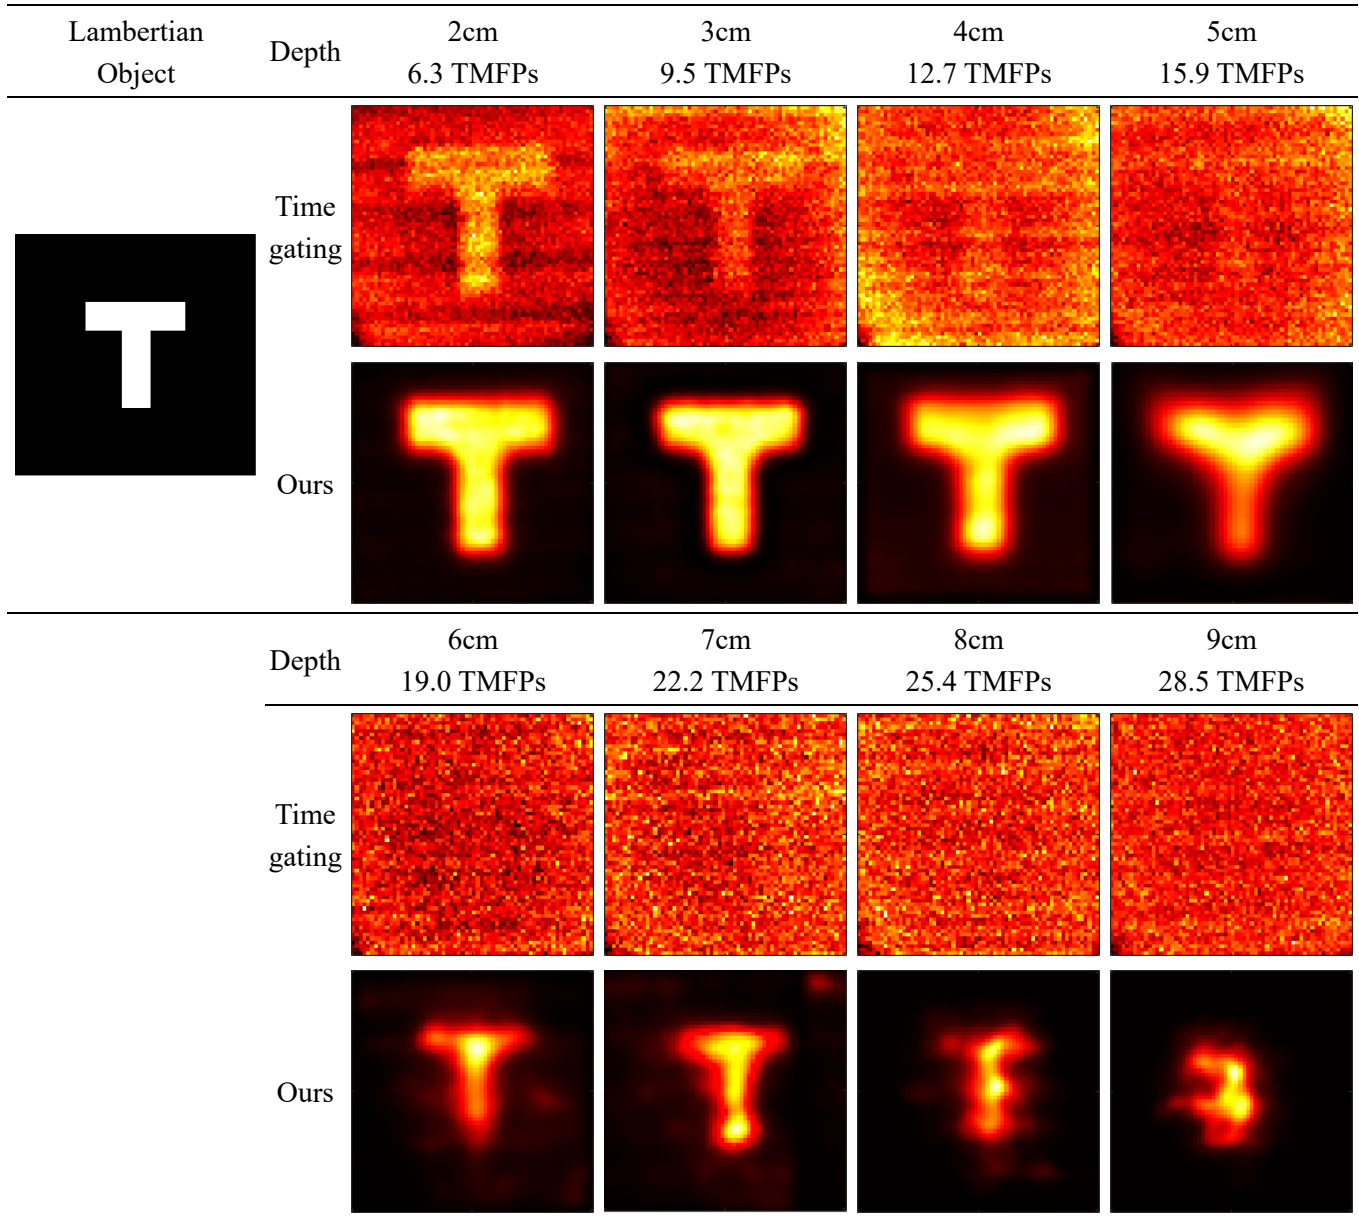 Lambertian
Object
Depth
2cm
6.3 TMFPs
3cm
9.5 TMFPs
4cm
12.7 TMFPs
5cm
15.9 TMFPs
T
Time
gating
Ours
Depth
6cm
19.0 TMFPs
7cm
22.2 TMFPs
8cm
25.4 TMFPs
9cm
28.5 TMFPs
Time
gating
Ours